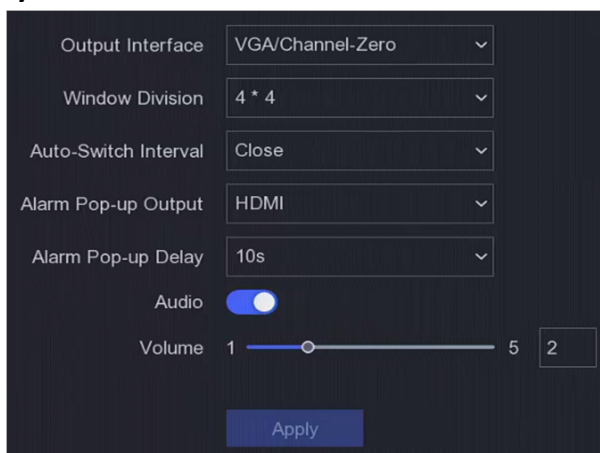 Output Interface VGA/Channel-Zero
Window Division 4 * 4
Auto-Switch Interval Close
Alarm Pop-up Output HDMI
Alarm Pop-up Delay 10s
Audio
Volume 1 5 2
Apply